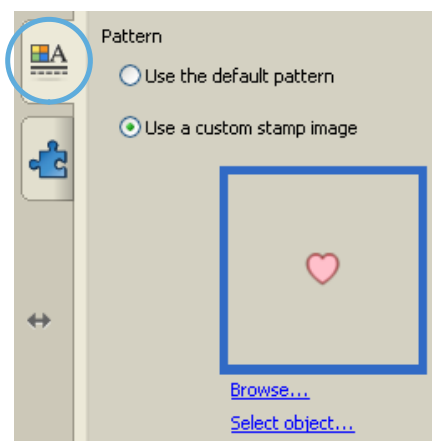 A
Pattern
Use the default pattern
Use a custom stamp image
Browse...
Select object...